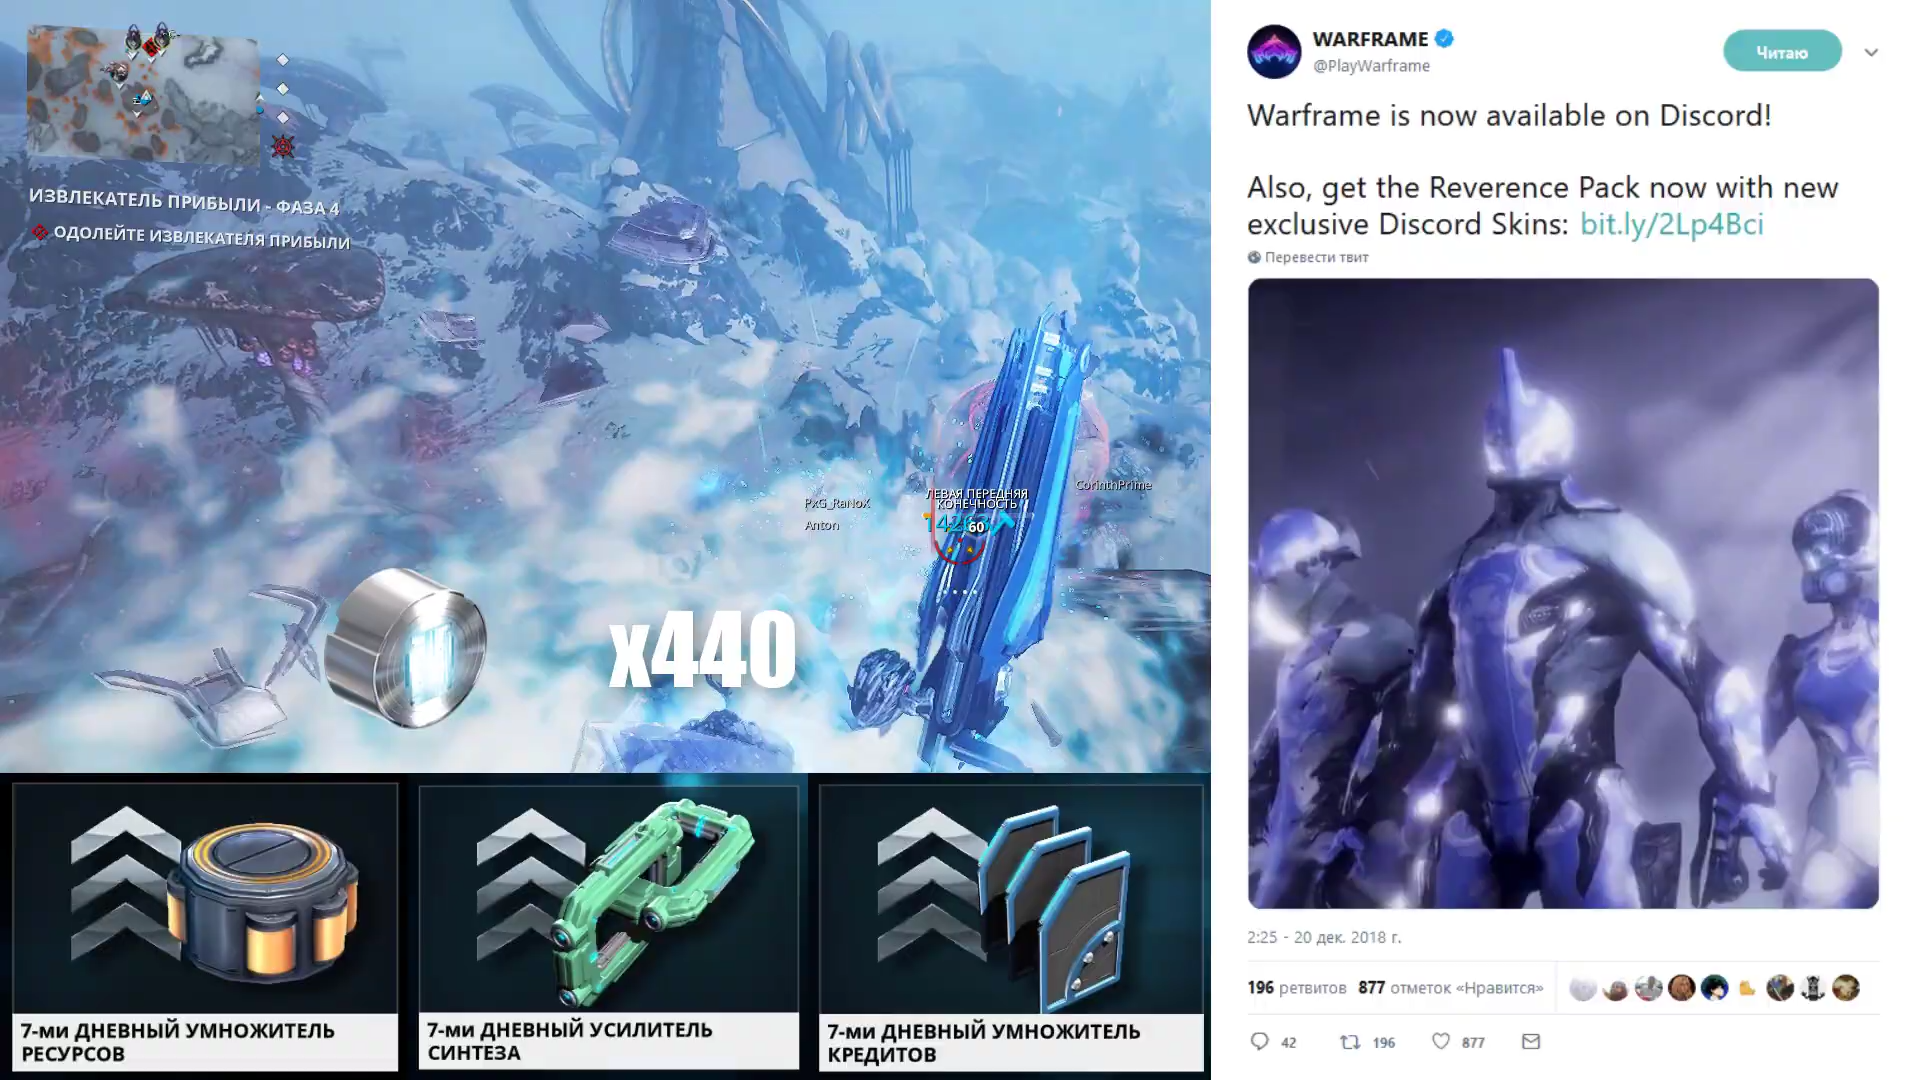 ИЗВЛЕКАТЕЛЬ ПРИБЫЛИ - ФАЗА 4
ОДОЛЕЙТЕ ИЗВЛЕКАТЕЛЯ ПРИБЫЛИ
PxG_RaNoX
Anton
ЛЕВАЯ ПЕРЕДНЯЯ
КОНЕЧНОСТЬ
60
CorinthPrime
x440
7-ми ДНЕВНЫЙ УМНОЖИТЕЛЬ
РЕСУРСОВ
7-ми ДНЕВНЫЙ УСИЛИТЕЛЬ
СИНТЕЗА
7-ми ДНЕВНЫЙ УМНОЖИТЕЛЬ
КРЕДИТОВ
WARFRAME
@PlayWarframe
Читаю
Warframe is now available on Discord!
Also, get the Reverence Pack now with new
exclusive Discord Skins: bit.ly/2Lp4Bci
Перевести твит
2:25 - 20 дек. 2018 г.
196 ретвитов 877 отметок «Нравится»
42 196 877